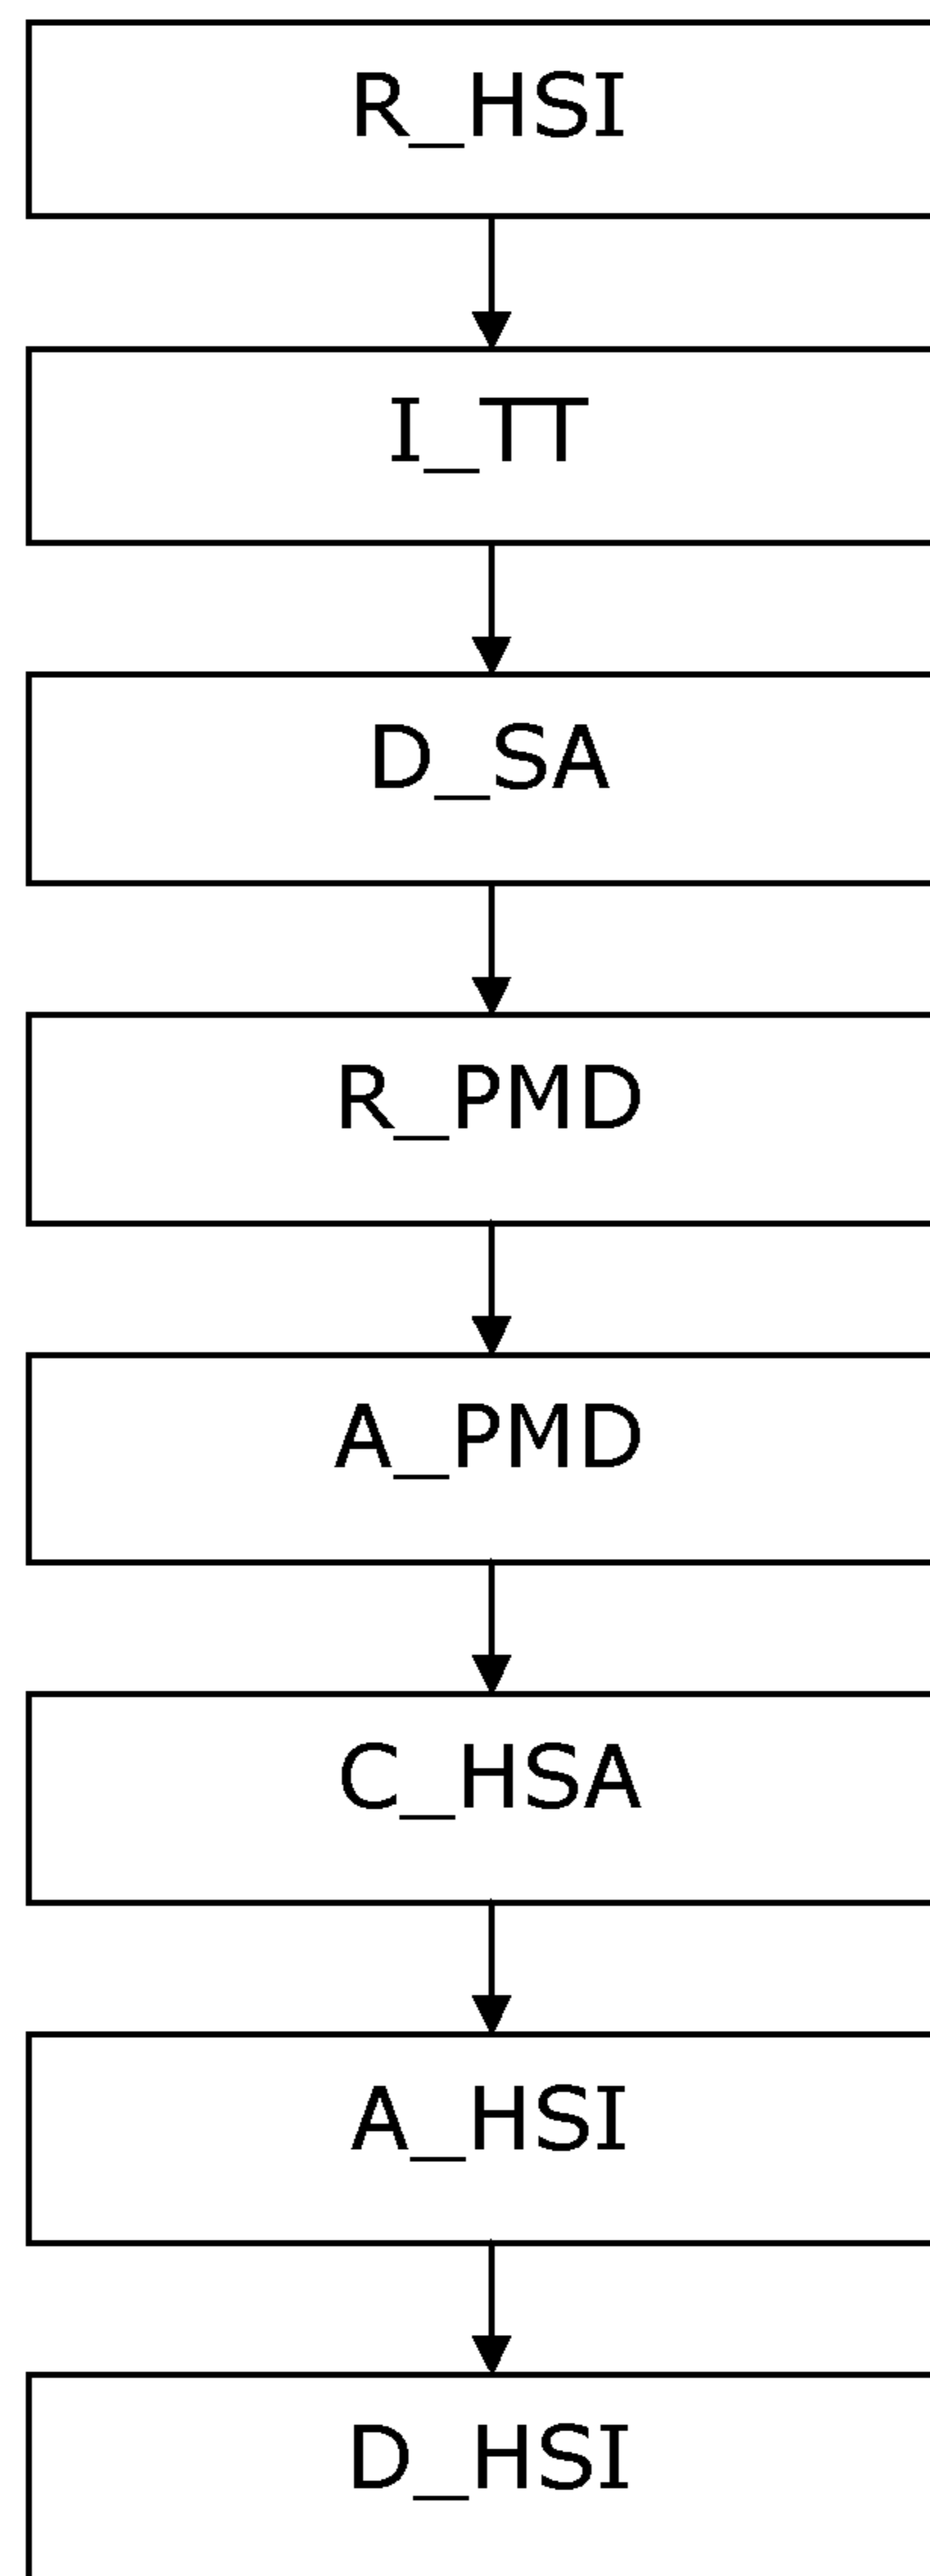 R_HSI
I_TT
D_SA
R_PMD
A_PMD
C_HSA
A_HSI
D_HSI